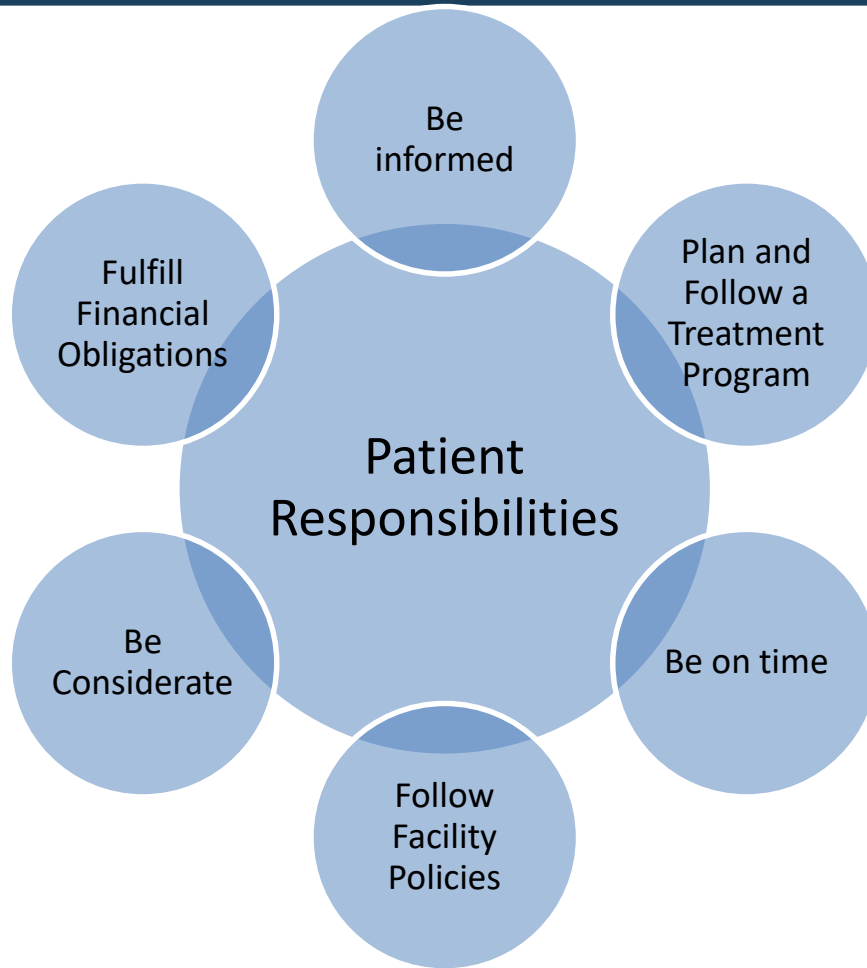 Be
informed
Plan and
Follow a
Treatment
Program
Be on time
Follow
Facility
Policies
Be
Considerate
Fulfill
Financial
Obligations
Patient
Responsibilities